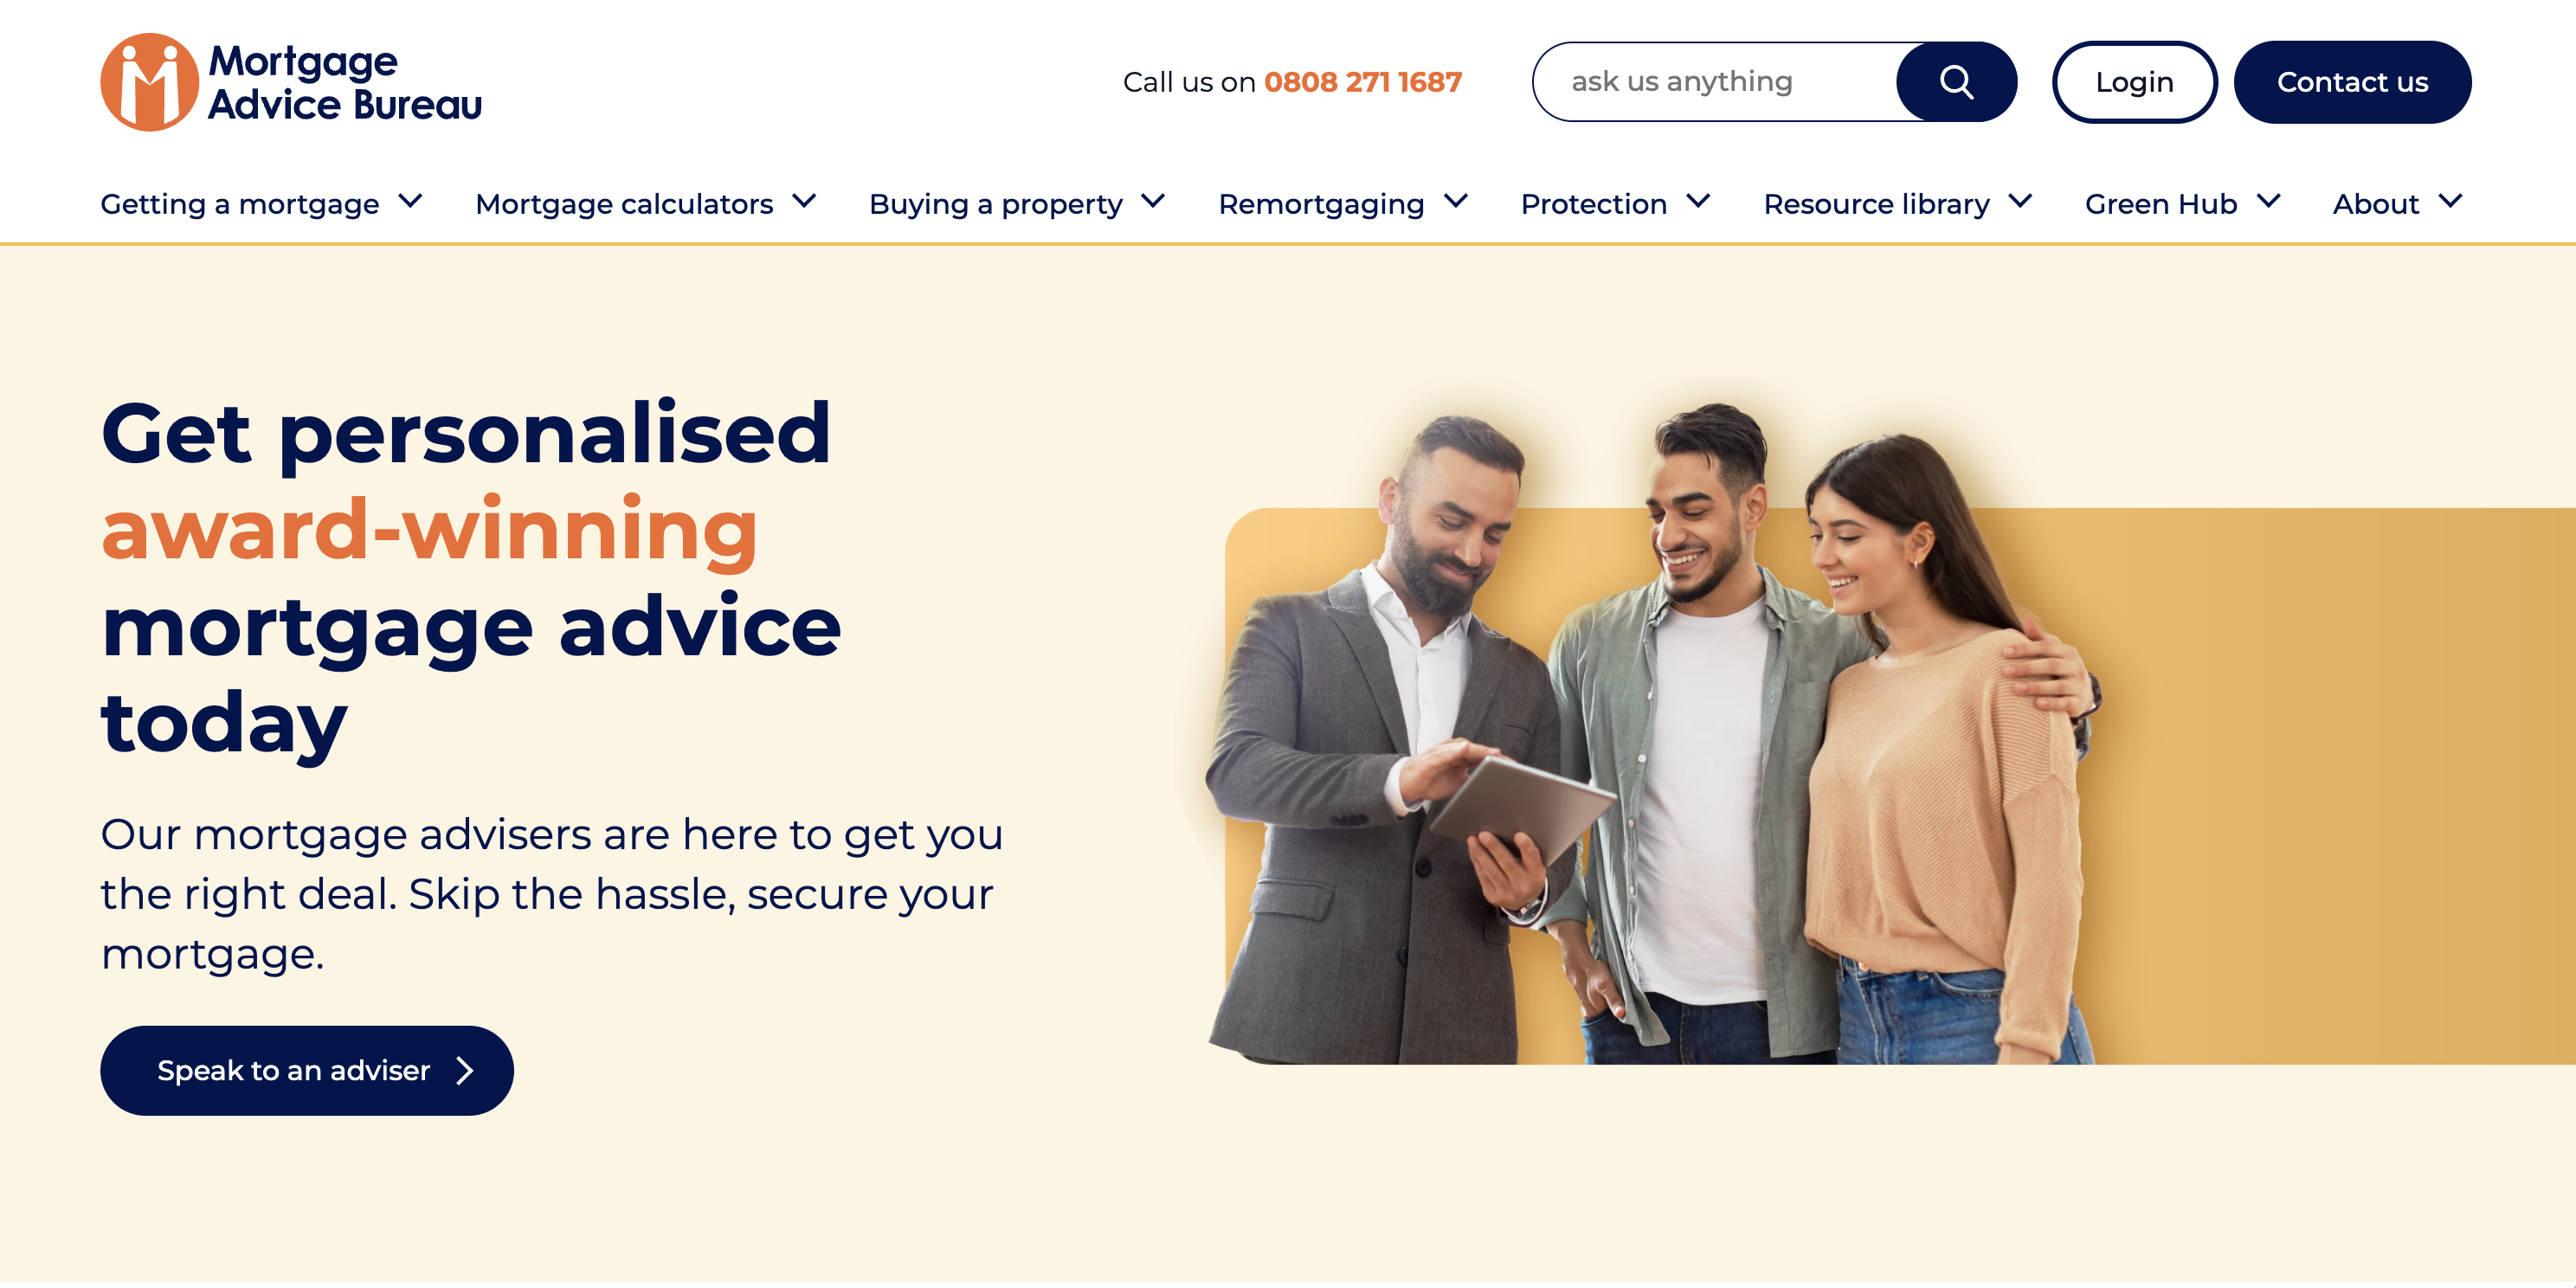 Mortgage
Advice Bureau
Call us on 0808 271 1687
ask us anything
Login
Contact us
Getting a mortgage
Mortgage calculators
Buying a property
Remortgaging
Protection
Resource library
Green Hub
About
Get personalised
award-winning
mortgage advice
today
Our mortgage advisers are here to get you
the right deal. Skip the hassle, secure your
mortgage.
Speak to an adviser